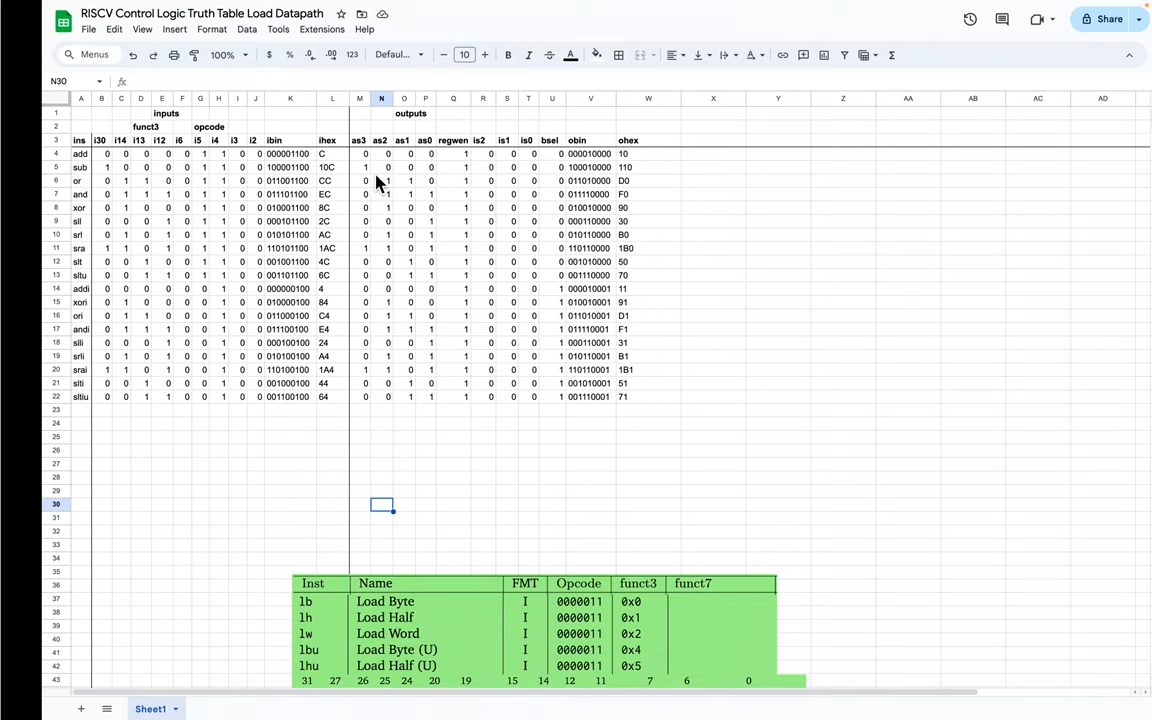 RISCV Control Logic Truth Table Load Datapath
File Edit View Insert Format Data Tools Extensions Help
Share
Menus 100% $ % .0 .00 123 Defaul... 10 B I A
N30 fx
A B C D E F G H I J K L M N O P Q R S T U V W X Y Z AA AB AC AD
1 inputs outputs
2 funct3 opcode
3 ins i30 i14 i13 i12 i6 i5 i4 i3 i2 ibin ihex as3 as2 as1 as0 regwen is2 is1 is0 bsel obin ohex
4 add 0 0 0 0 0 1 1 0 0 000001100 C 0 0 0 0 1 0 0 0 0 000010000 10
5 sub 1 0 0 0 0 1 1 0 0 100001100 10C 1 0 0 0 1 0 0 0 0 100010000 110
6 or 0 1 1 0 0 1 1 0 0 011001100 CC 0 1 1 0 1 0 0 0 0 011010000 D0
7 and 0 1 1 1 0 1 1 0 0 011101100 EC 0 1 1 1 1 0 0 0 0 011110000 F0
8 xor 0 1 0 0 0 1 1 0 0 010001100 8C 0 1 0 0 1 0 0 0 0 010010000 90
9 sll 0 0 0 1 0 1 1 0 0 000101100 2C 0 0 0 1 1 0 0 0 0 000110000 30
10 srl 0 1 0 1 0 1 1 0 0 010101100 AC 0 1 0 1 1 0 0 0 0 010110000 B0
11 sra 1 1 0 1 0 1 1 0 0 110101100 1AC 1 1 0 1 1 0 0 0 0 110110000 1B0
12 slt 0 0 1 0 0 1 1 0 0 001001100 4C 0 0 1 0 1 0 0 0 0 001010000 50
13 sltu 0 0 1 1 0 1 1 0 0 001101100 6C 0 0 1 1 1 0 0 0 0 001110000 70
14 addi 0 0 0 0 0 0 1 0 0 000000100 4 0 0 0 0 1 0 0 0 1 000010001 11
15 xori 0 1 0 0 0 0 1 0 0 010000100 84 0 1 0 0 1 0 0 0 1 010010001 91
16 ori 0 1 1 0 0 0 1 0 0 011000100 C4 0 1 1 0 1 0 0 0 1 011010001 D1
17 andi 0 1 1 1 0 0 1 0 0 011100100 E4 0 1 1 1 1 0 0 0 1 011110001 F1
18 slli 0 0 0 1 0 0 1 0 0 000100100 24 0 0 0 1 1 0 0 0 1 000110001 31
19 srli 0 1 0 1 0 0 1 0 0 010100100 A4 0 1 0 1 1 0 0 0 1 010110001 B1
20 srai 1 1 0 1 0 0 1 0 0 110100100 1A4 1 1 0 1 1 0 0 0 1 110110001 1B1
21 slti 0 0 1 0 0 0 1 0 0 001000100 44 0 0 1 0 1 0 0 0 1 001010001 51
22 sltiu 0 0 1 1 0 0 1 0 0 001100100 64 0 0 1 1 1 0 0 0 1 001110001 71
23
24
25
26
27
28
29
30
31
32
33
34
35
36 Inst Name FMT Opcode funct3 funct7
37 lb Load Byte I 0000011 0x0
38 lh Load Half I 0000011 0x1
39 lw Load Word I 0000011 0x2
40
41 lbu Load Byte (U) I 0000011 0x4
42 lhu Load Half (U) I 0000011 0x5
43 31 27 26 25 24 20 19 15 14 12 11 7 6 0
Sheet1